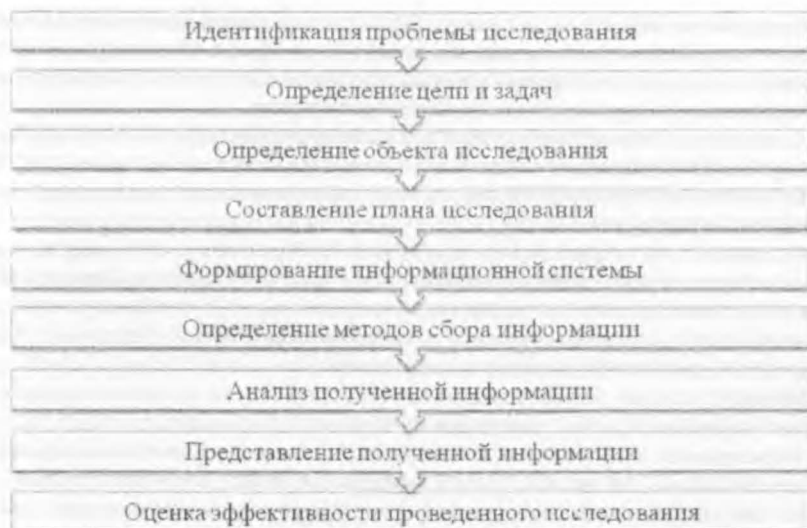 Идентификация проблемы исследования
Определение цели и задач
Определение объекта исследования
Составление плана исследования
Формирование информационной системы
Определение методов сбора информации
Анализ полученной информации
Представление полученной информации
Оценка эффективности проведенного исследования